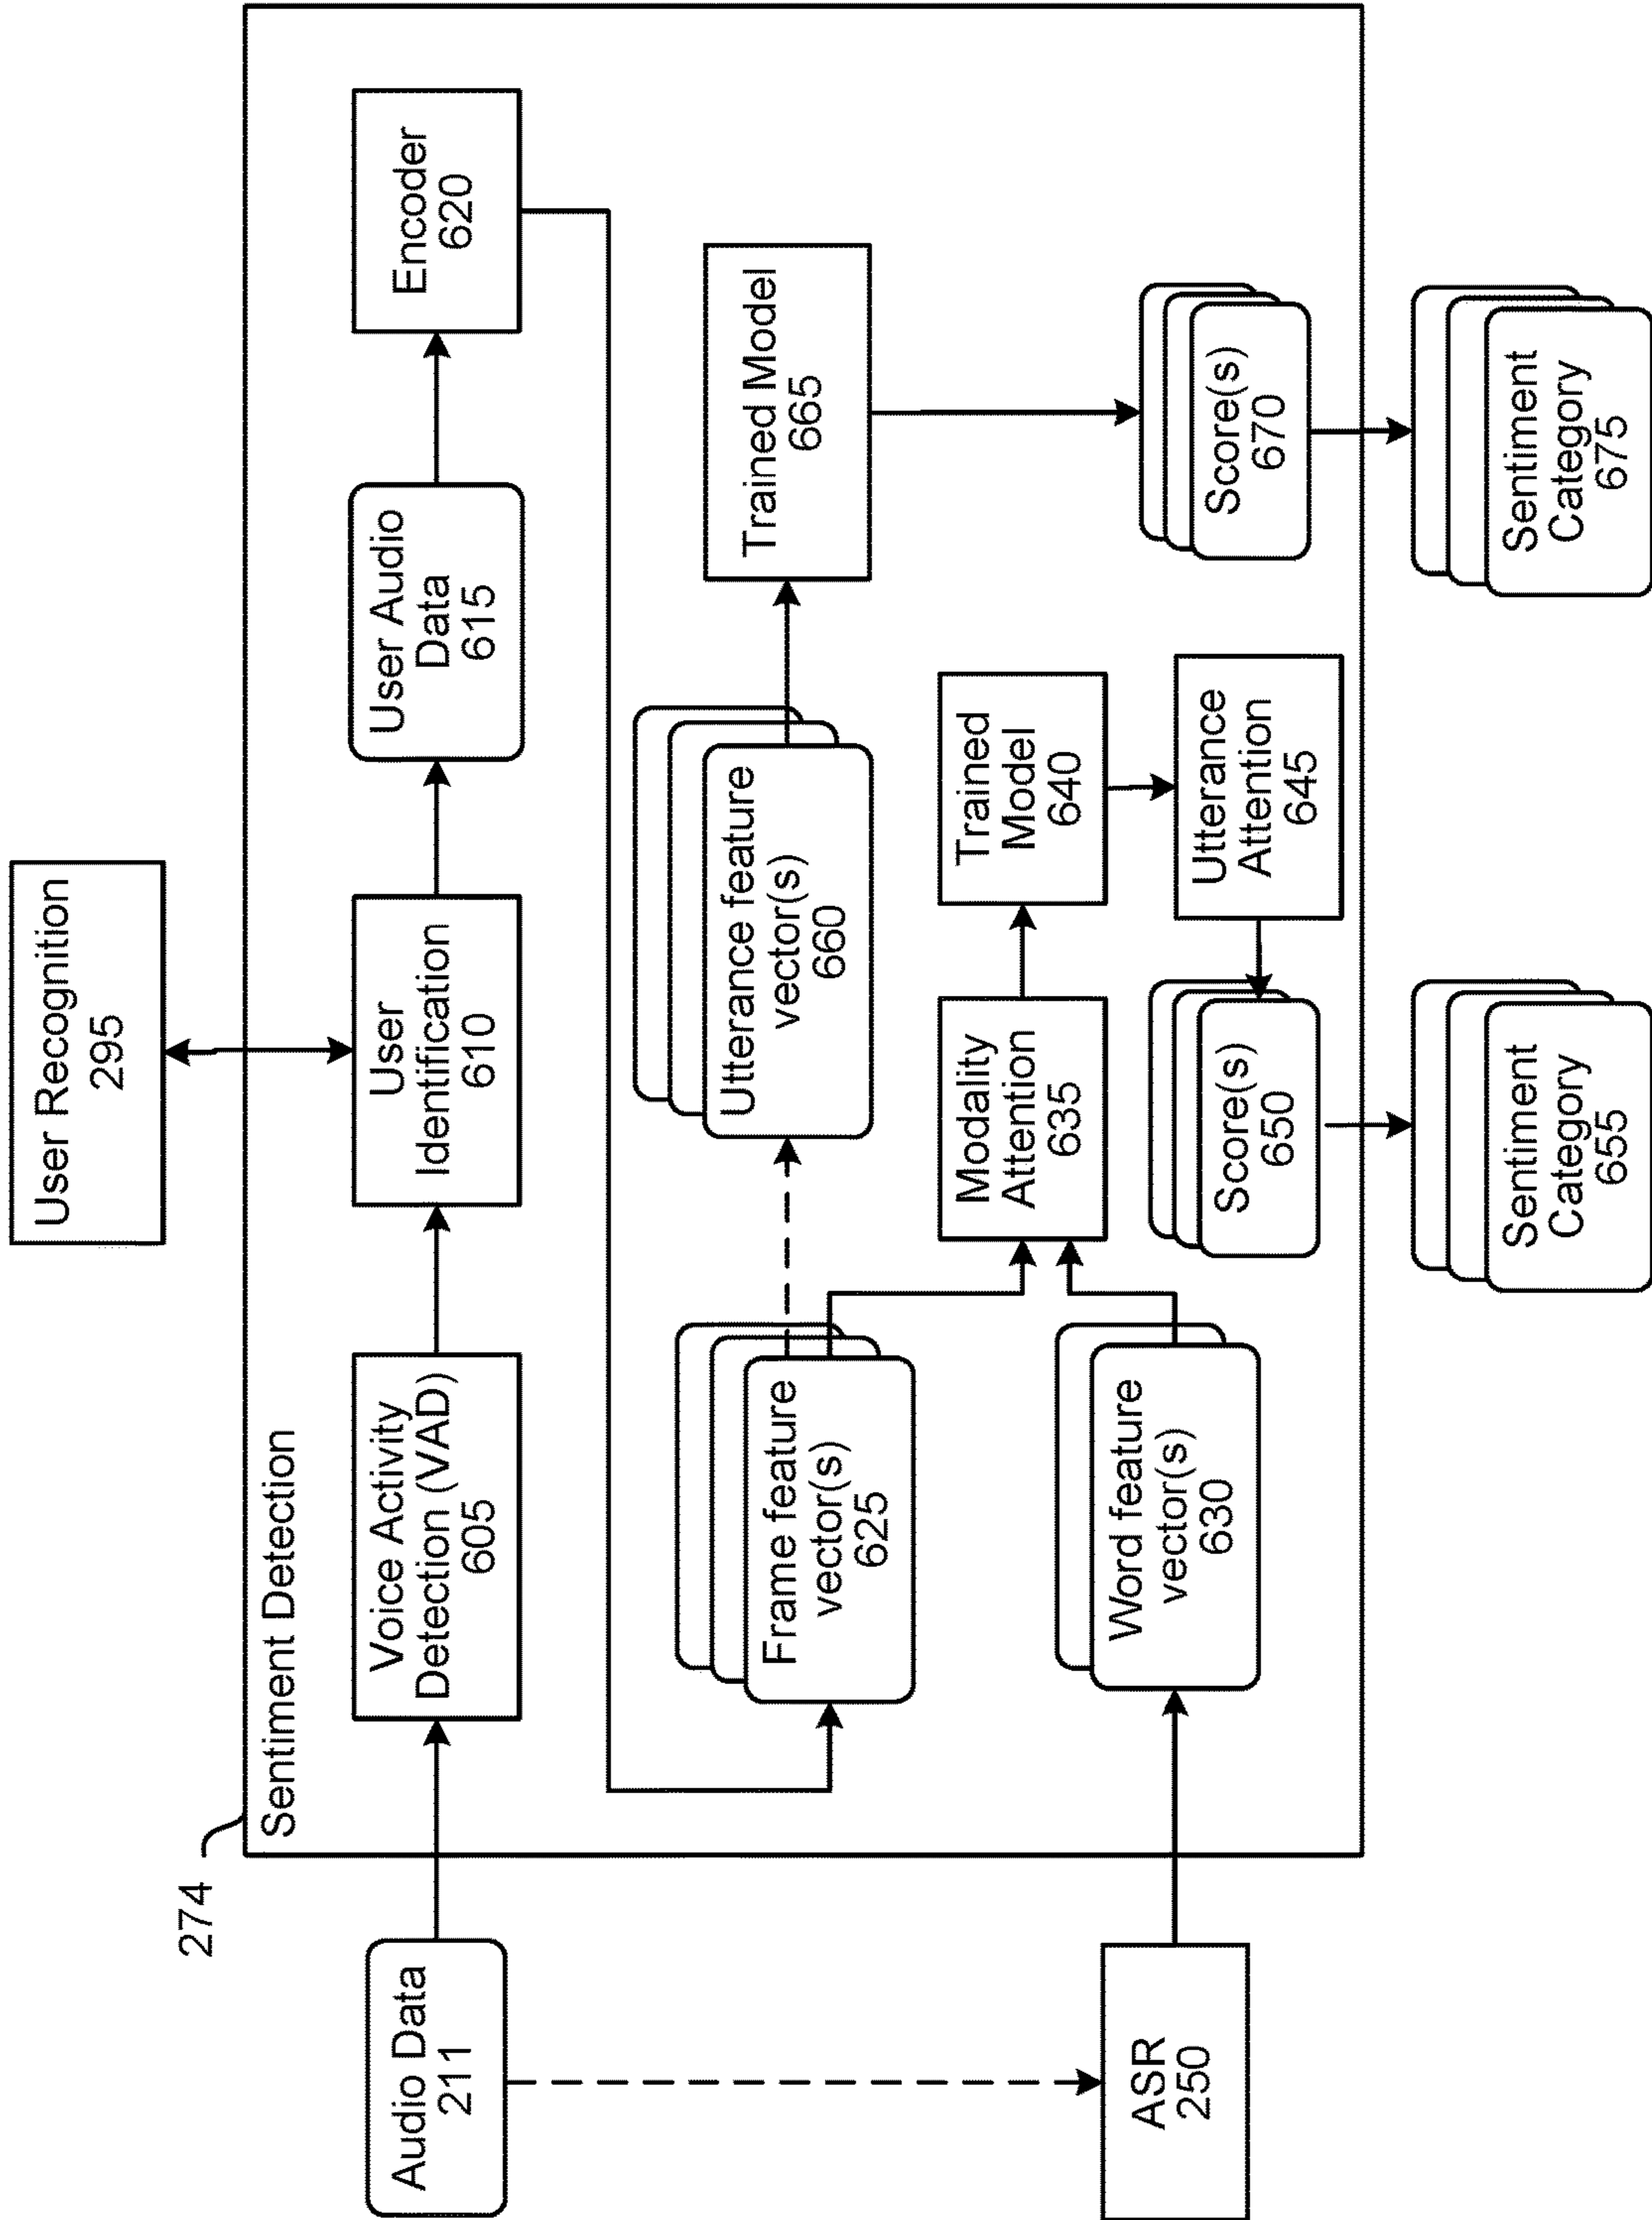 User Recognition
295
274
Sentiment Detection
Audio Data
211
Voice Activity
Detection (VAD)
605
User
Identification
610
User Audio
Data
615
Encoder
620
Frame feature
vector(s)
625
Utterance feature
vector(s)
660
Trained Model
665
ASR
250
Word feature
vector(s)
630
Modality
Attention
635
Trained
Model
640
Utterance
Attention
645
Score(s)
650
Score(s)
670
Sentiment
Category
655
Sentiment
Category
675